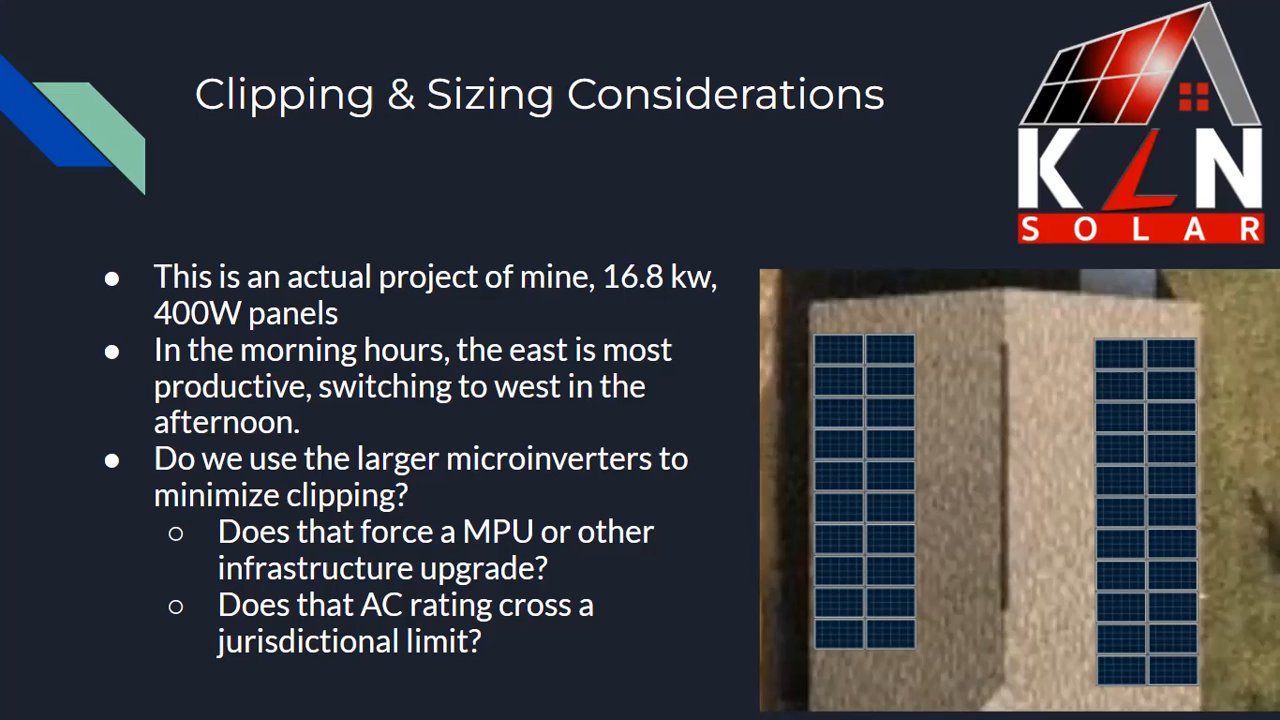 Clipping & Sizing Considerations
KLN
SOLAR
● This is an actual project of mine, 16.8 kw,
400W panels
● In the morning hours, the east is most
productive, switching to west in the
afternoon.
● Do we use the larger microinverters to
minimize clipping?
○ Does that force a MPU or other
infrastructure upgrade?
○ Does that AC rating cross a
jurisdictional limit?